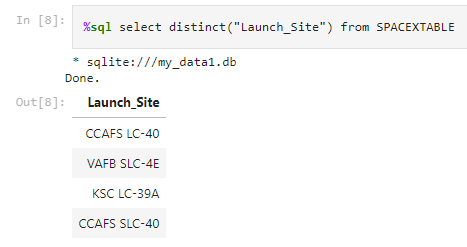 In [8]: %sql select distinct("Launch_Site") from SPACEXTABLE
* sqlite:///my_data1.db
Done.
Out[8]: Launch_Site
CCAFS LC-40
VAFB SLC-4E
KSC LC-39A
CCAFS SLC-40